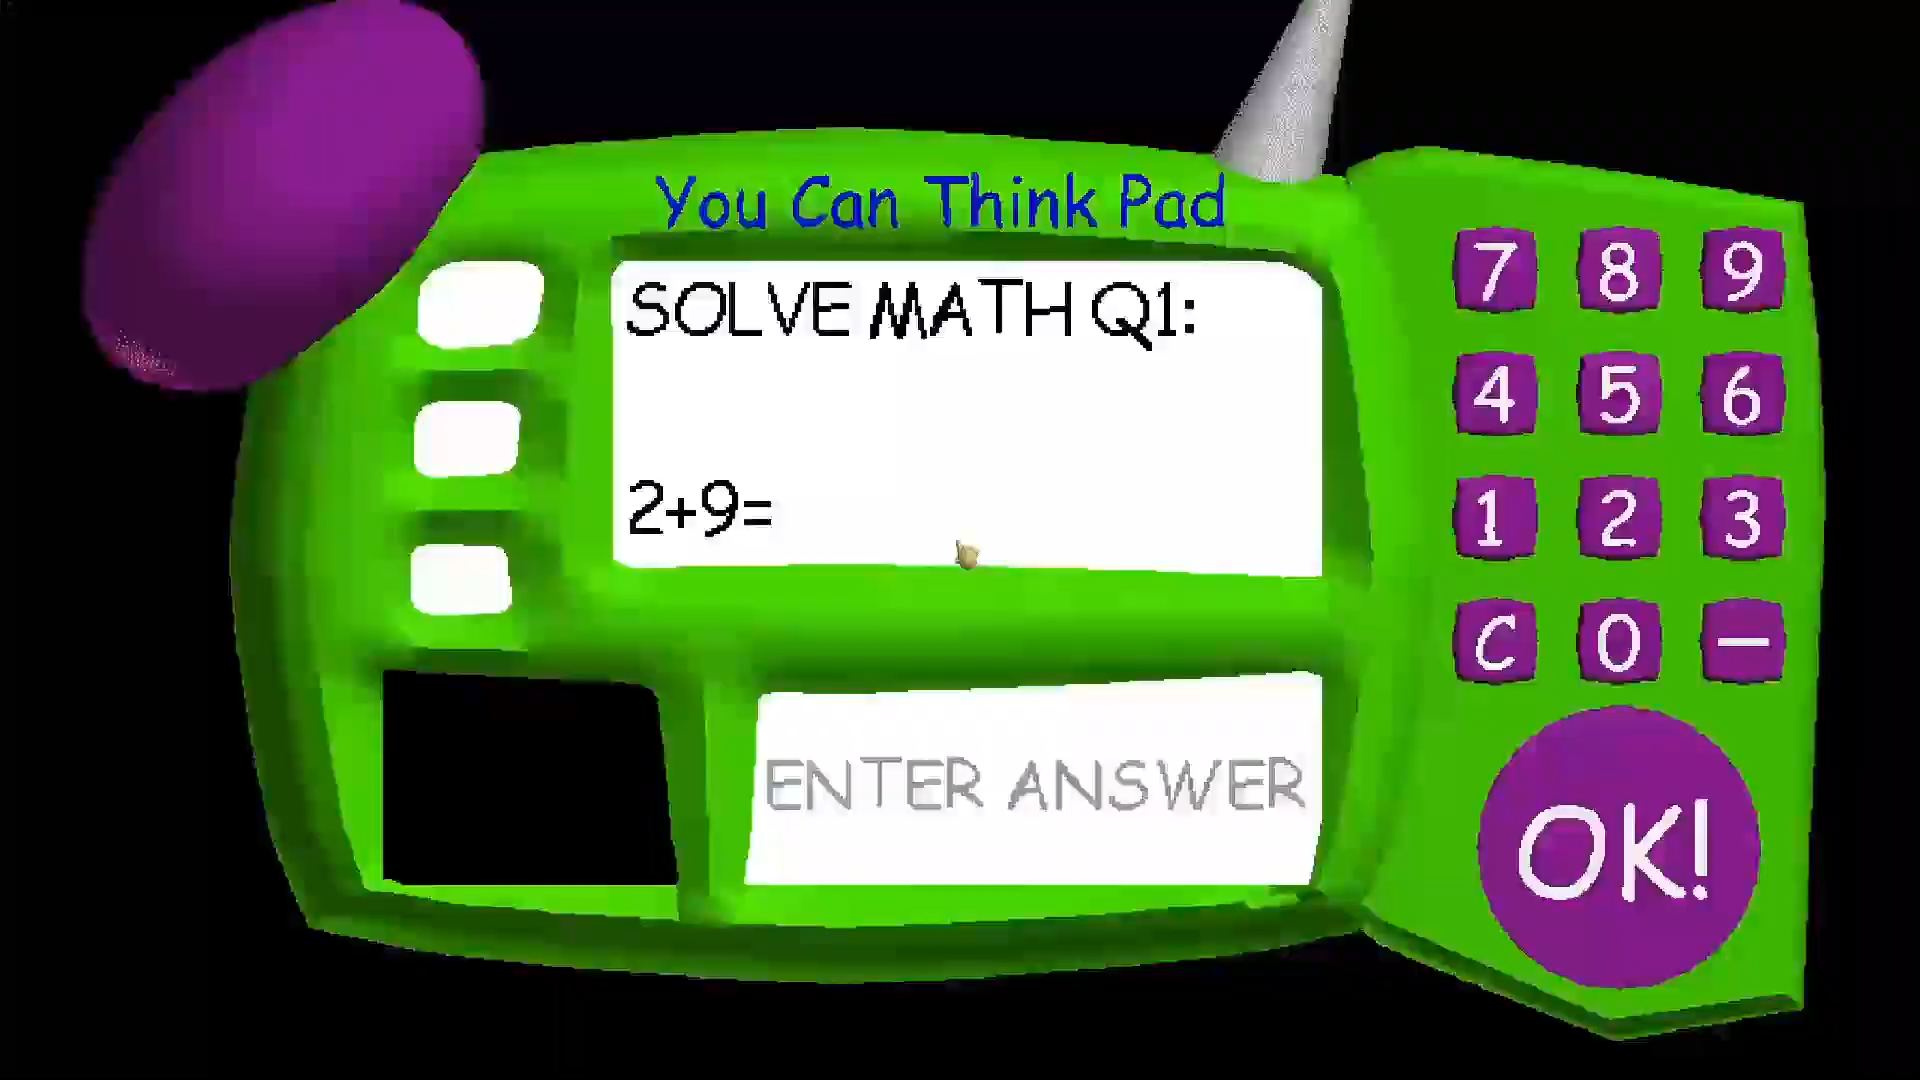 You Can Think Pad
SOLVE MATH Q1:
2+9=
ENTER ANSWER
7 8 9
4 5 6
1 2 3
C 0 −
OK!